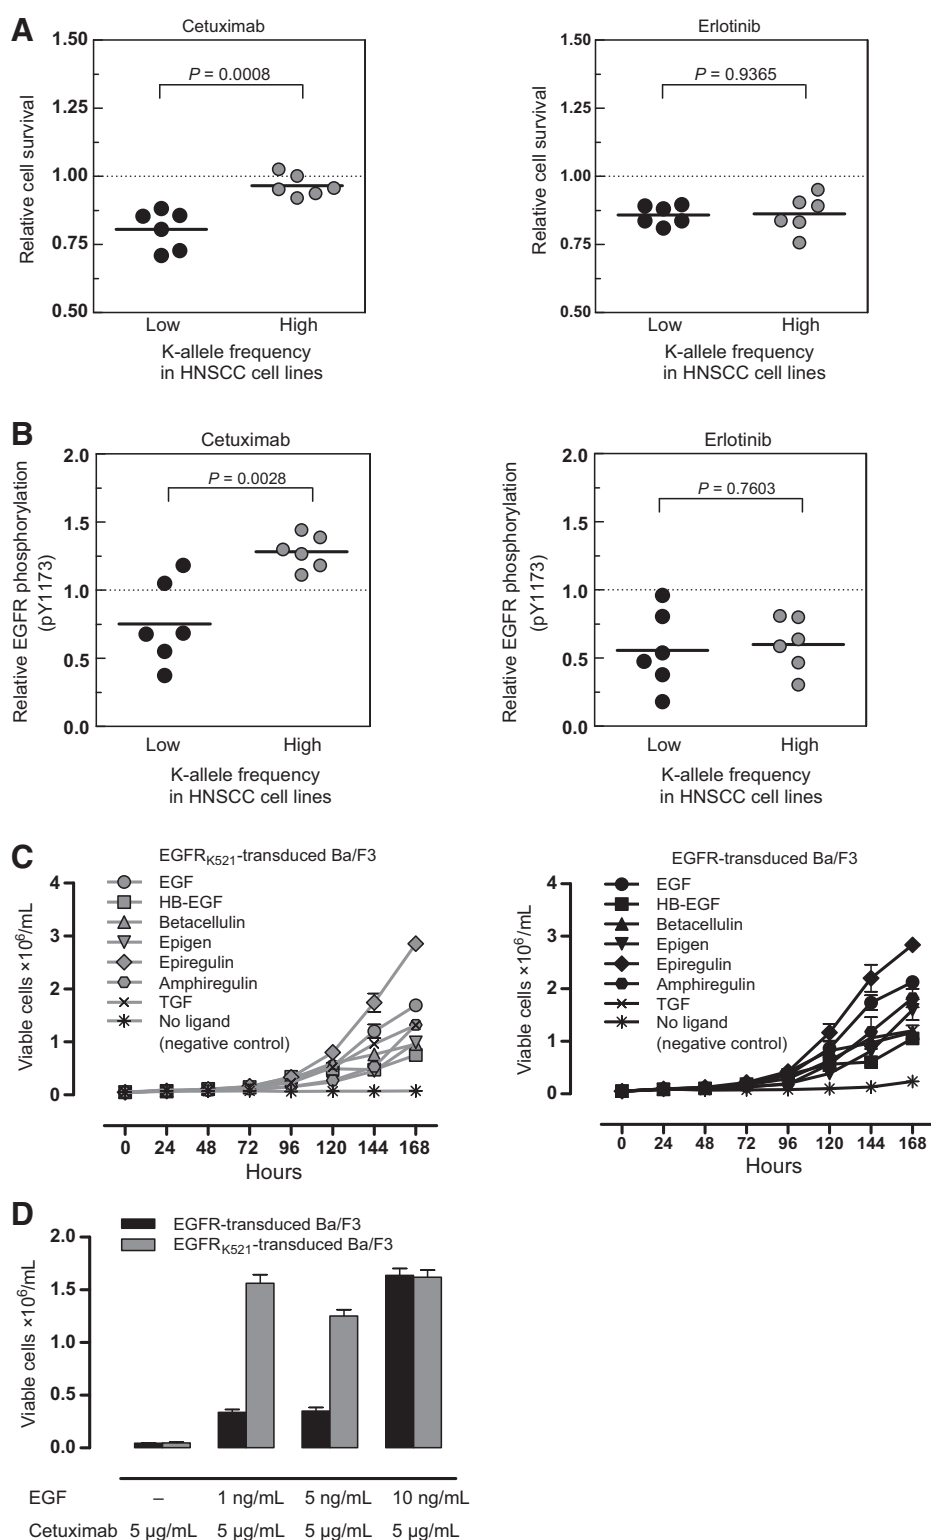 A
Cetuximab
1.50
1.25
1.00
0.75
0.50
Relative cell survival
P = 0.0008
Low
High
K-allele frequency
in HNSCC cell lines
Erlotinib
1.50
1.25
1.00
0.75
0.50
Relative cell survival
P = 0.9365
Low
High
K-allele frequency
in HNSCC cell lines
B
Cetuximab
2.0
1.5
1.0
0.5
0.0
Relative EGFR phosphorylation
(pY1173)
P = 0.0028
Low
High
K-allele frequency
in HNSCC cell lines
Erlotinib
2.0
1.5
1.0
0.5
0.0
Relative EGFR phosphorylation
(pY1173)
P = 0.7603
Low
High
K-allele frequency
in HNSCC cell lines
C
EGFRK521-transduced Ba/F3
4
3
2
1
0
Viable cells ×10⁶/mL
EGF
HB-EGF
Betacellulin
Epigen
Epiregulin
Amphiregulin
TGF
No ligand
(negative control)
0 24 48 72 96 120 144 168
Hours
EGFR-transduced Ba/F3
4
3
2
1
0
Viable cells ×10⁶/mL
EGF
HB-EGF
Betacellulin
Epigen
Epiregulin
Amphiregulin
TGF
No ligand
(negative control)
0 24 48 72 96 120 144 168
Hours
D
EGFR-transduced Ba/F3
EGFRK521-transduced Ba/F3
2.0
1.5
1.0
0.5
0.0
Viable cells ×10⁶/mL
EGF – 1 ng/mL 5 ng/mL 10 ng/mL
Cetuximab 5 µg/mL 5 µg/mL 5 µg/mL 5 µg/mL